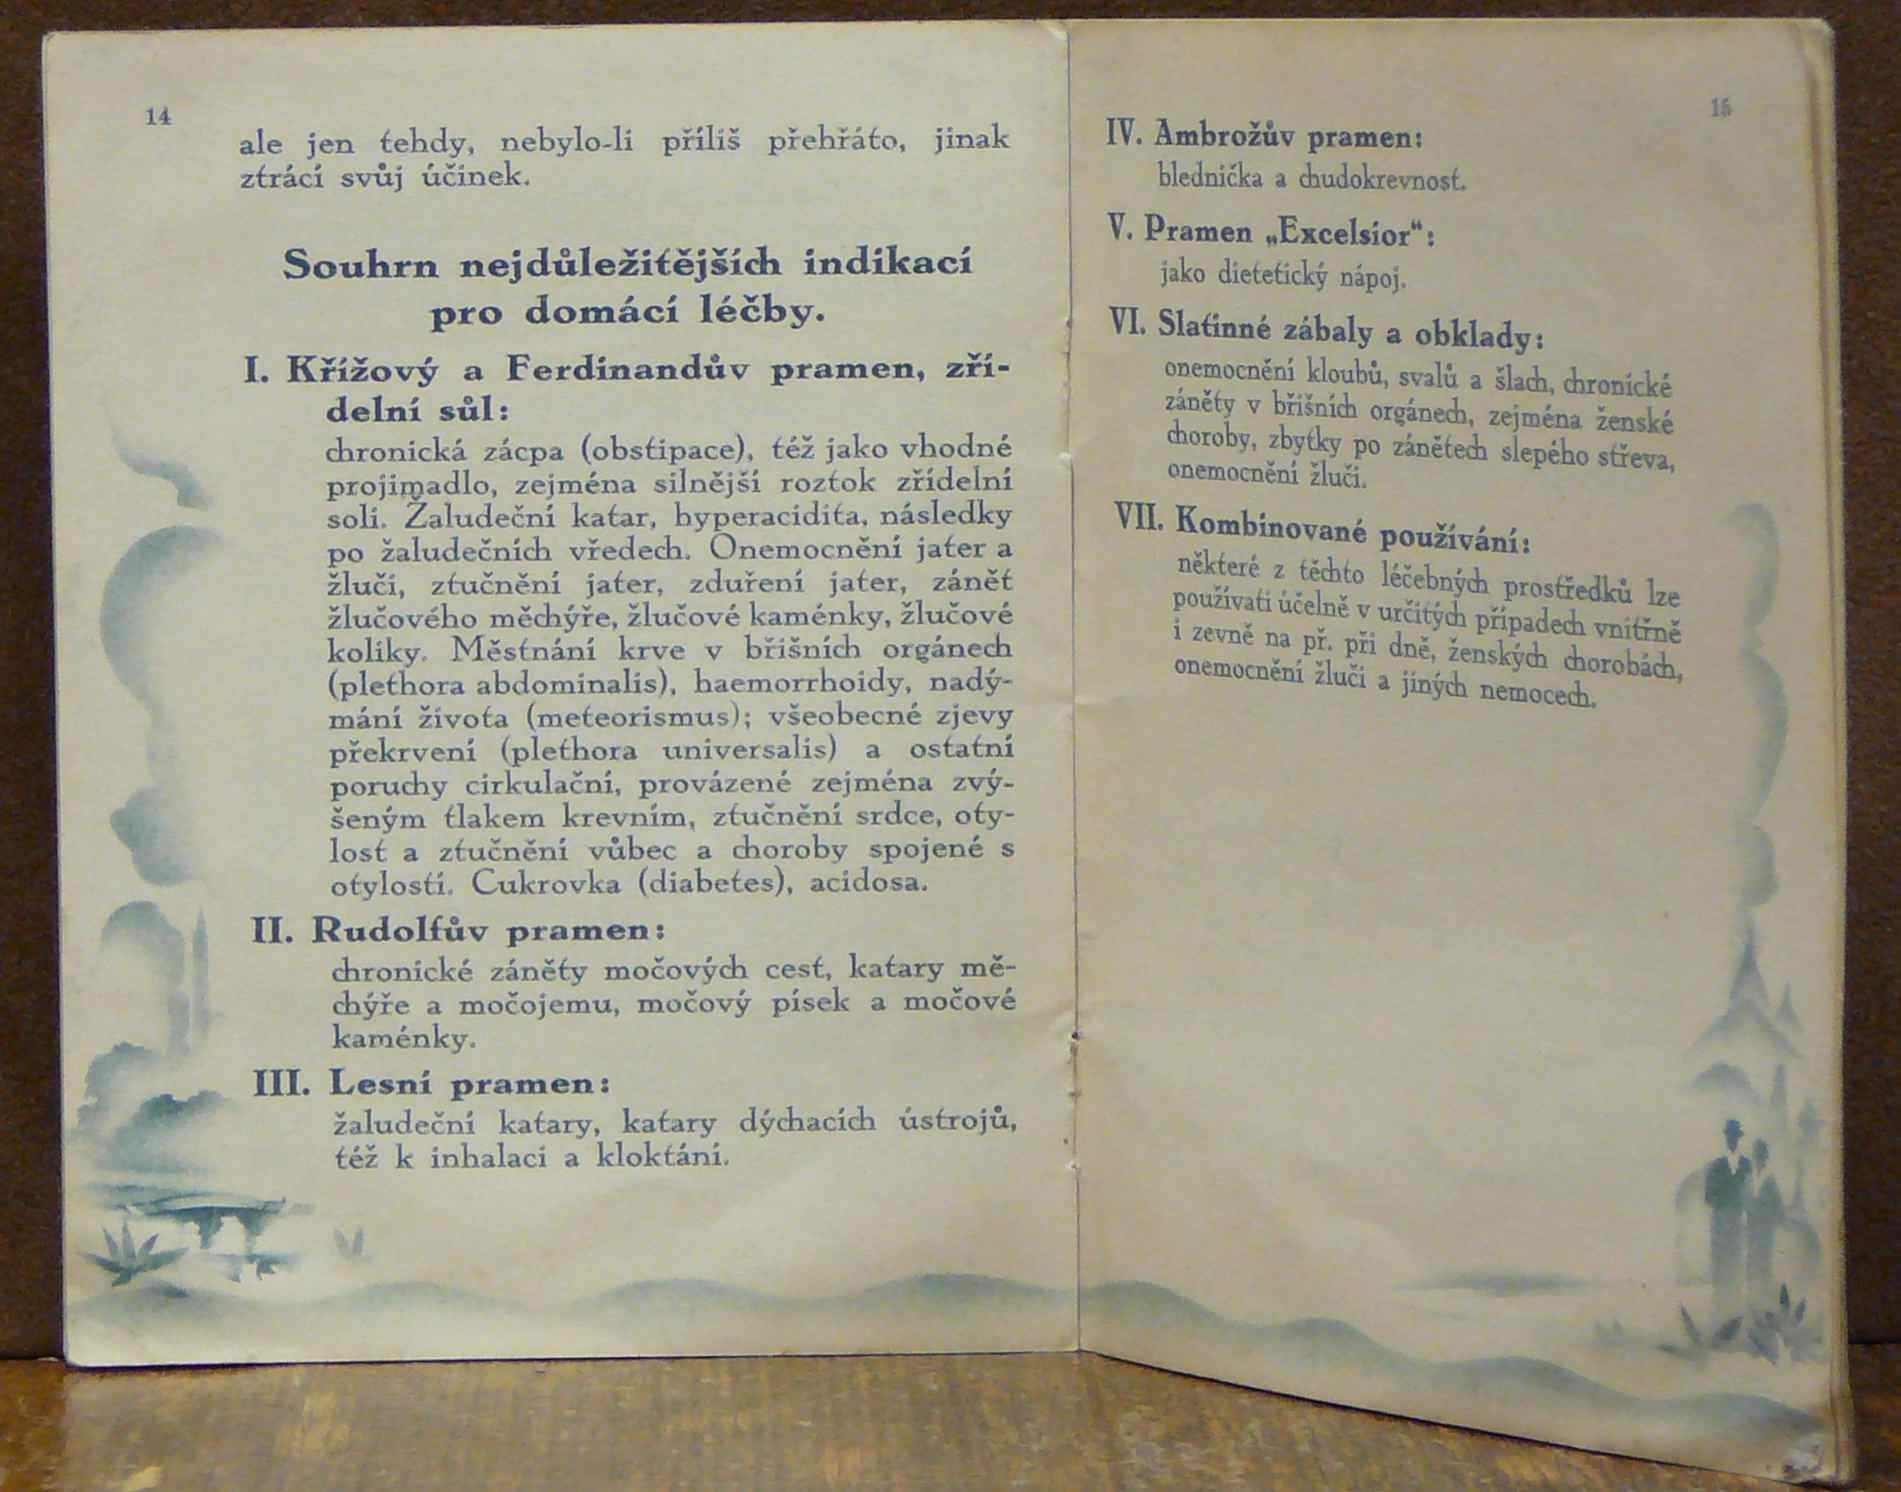 14
ale jen tehdy, nebylo-li příliš přehřáto, jinak
ztrácí svůj účinek.
Souhrn nejdůležitějších indikací
pro domácí léčby.
I. Křížový a Ferdinandův pramen, zří-
delní sůl:
chronická zácpa (obstipace), též jako vhodné
projimadlo, zejména silnější roztok zřídelní
soli. Žaludeční katar, hyperacidita, následky
po žaludečních vředech. Onemocnění jater a
žluči, ztučnění jater, zduření jater, zánět
žlučového měchýře, žlučové kaménky, žlučové
koliky. Městnání krve v břišních orgánech
(plethora abdominalis), haemorrhoidy, nadý-
mání života (meteorismus); všeobecné zjevy
překrvení (plethora universalis) a ostatní
poruchy cirkulační, provázené zejména zvý-
šeným tlakem krevním, ztučnění srdce, oty-
lost a ztučnění vůbec a choroby spojené s
otylostí. Cukrovka (diabetes), acidosa.
II. Rudolfův pramen:
chronické záněty močových cest, katary mě-
chýře a močojemu, močový písek a močové
kaménky.
III. Lesní pramen:
žaludeční katary, katary dýchacích ústrojů,
též k inhalaci a kloktání.
15
IV. Ambrožův pramen:
blednička a chudokrevnost.
V. Pramen „Excelsior“:
jako dietetický nápoj.
VI. Slatinné zábaly a obklady:
onemocnění kloubů, svalů a šlach, chronické
záněty v břišních orgánech, zejména ženské
choroby, zbytky po zánětech slepého střeva,
onemocnění žluči.
VII. Kombinované používání:
některé z těchto léčebných prostředků lze
používati účelně v určitých případech vnitřně
i zevně na př. při dně, ženských chorobách,
onemocnění žluči a jiných nemocech.